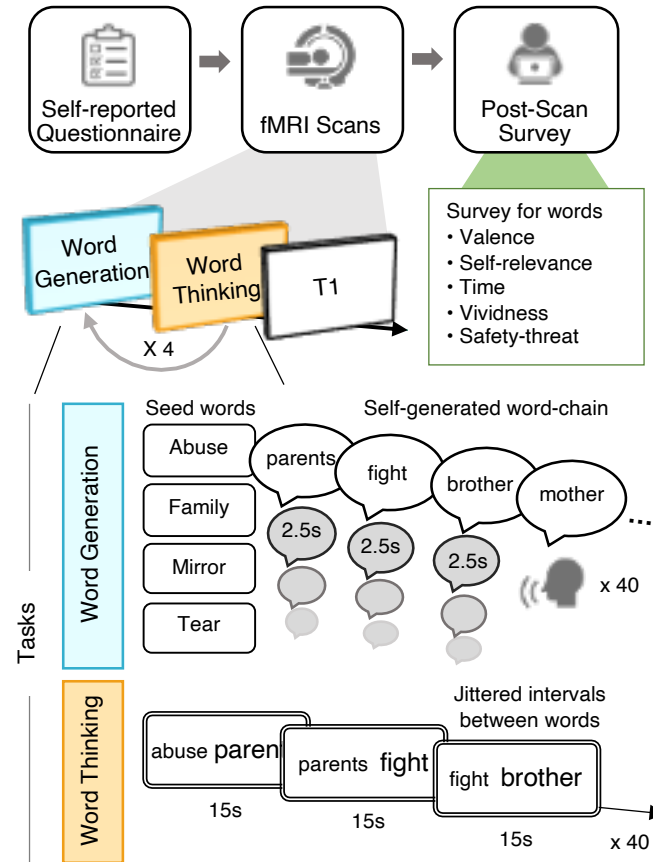 Self-reported
Questionnaire
fMRI Scans
Post-Scan
Survey
Word
Generation
Word
Thinking
T1
X 4
Survey for words
• Valence
• Self-relevance
• Time
• Vividness
• Safety-threat
Tasks
Word Generation
Seed words
Self-generated word-chain
Abuse
Family
Mirror
Tear
parents
fight
brother
mother
...
2.5s
2.5s
2.5s
x 40
Word Thinking
Jittered intervals
between words
abuse paren
parents fight
fight brother
15s
15s
15s
x 40